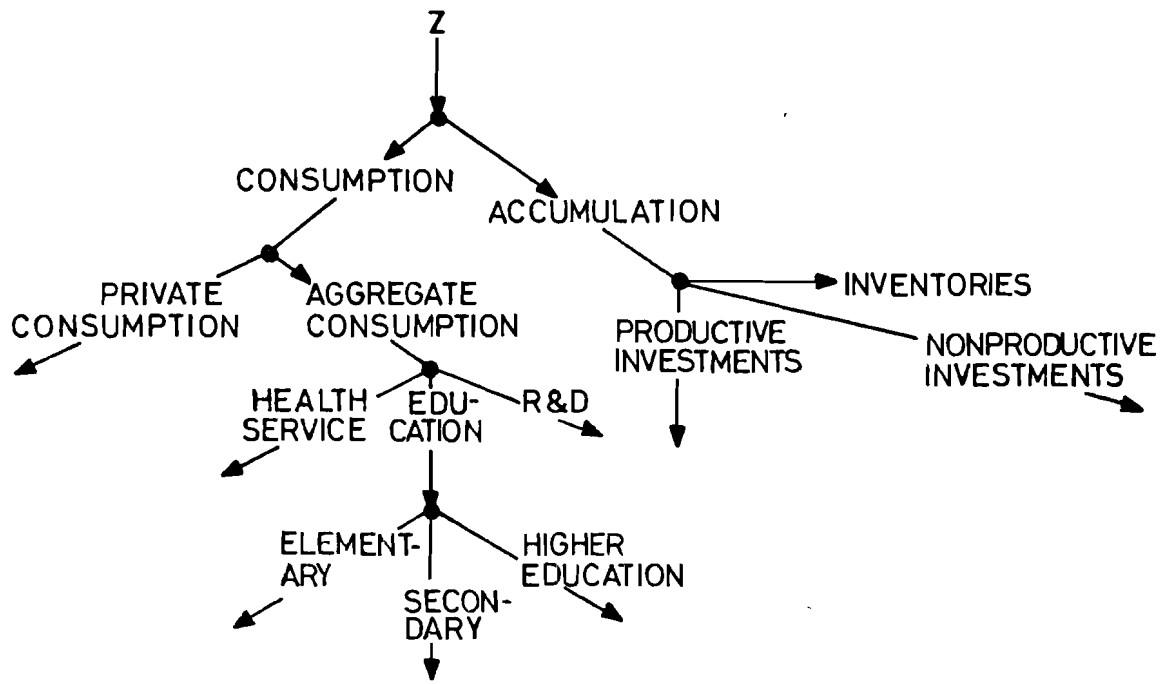 Z
CONSUMPTION
ACCUMULATION
PRIVATE
CONSUMPTION
AGGREGATE
CONSUMPTION
INVENTORIES
PRODUCTIVE
INVESTMENTS
NONPRODUCTIVE
INVESTMENTS
HEALTH
SERVICE
EDU-
CATION
R&D
ELEMENT-
ARY
SECON-
DARY
HIGHER
EDUCATION